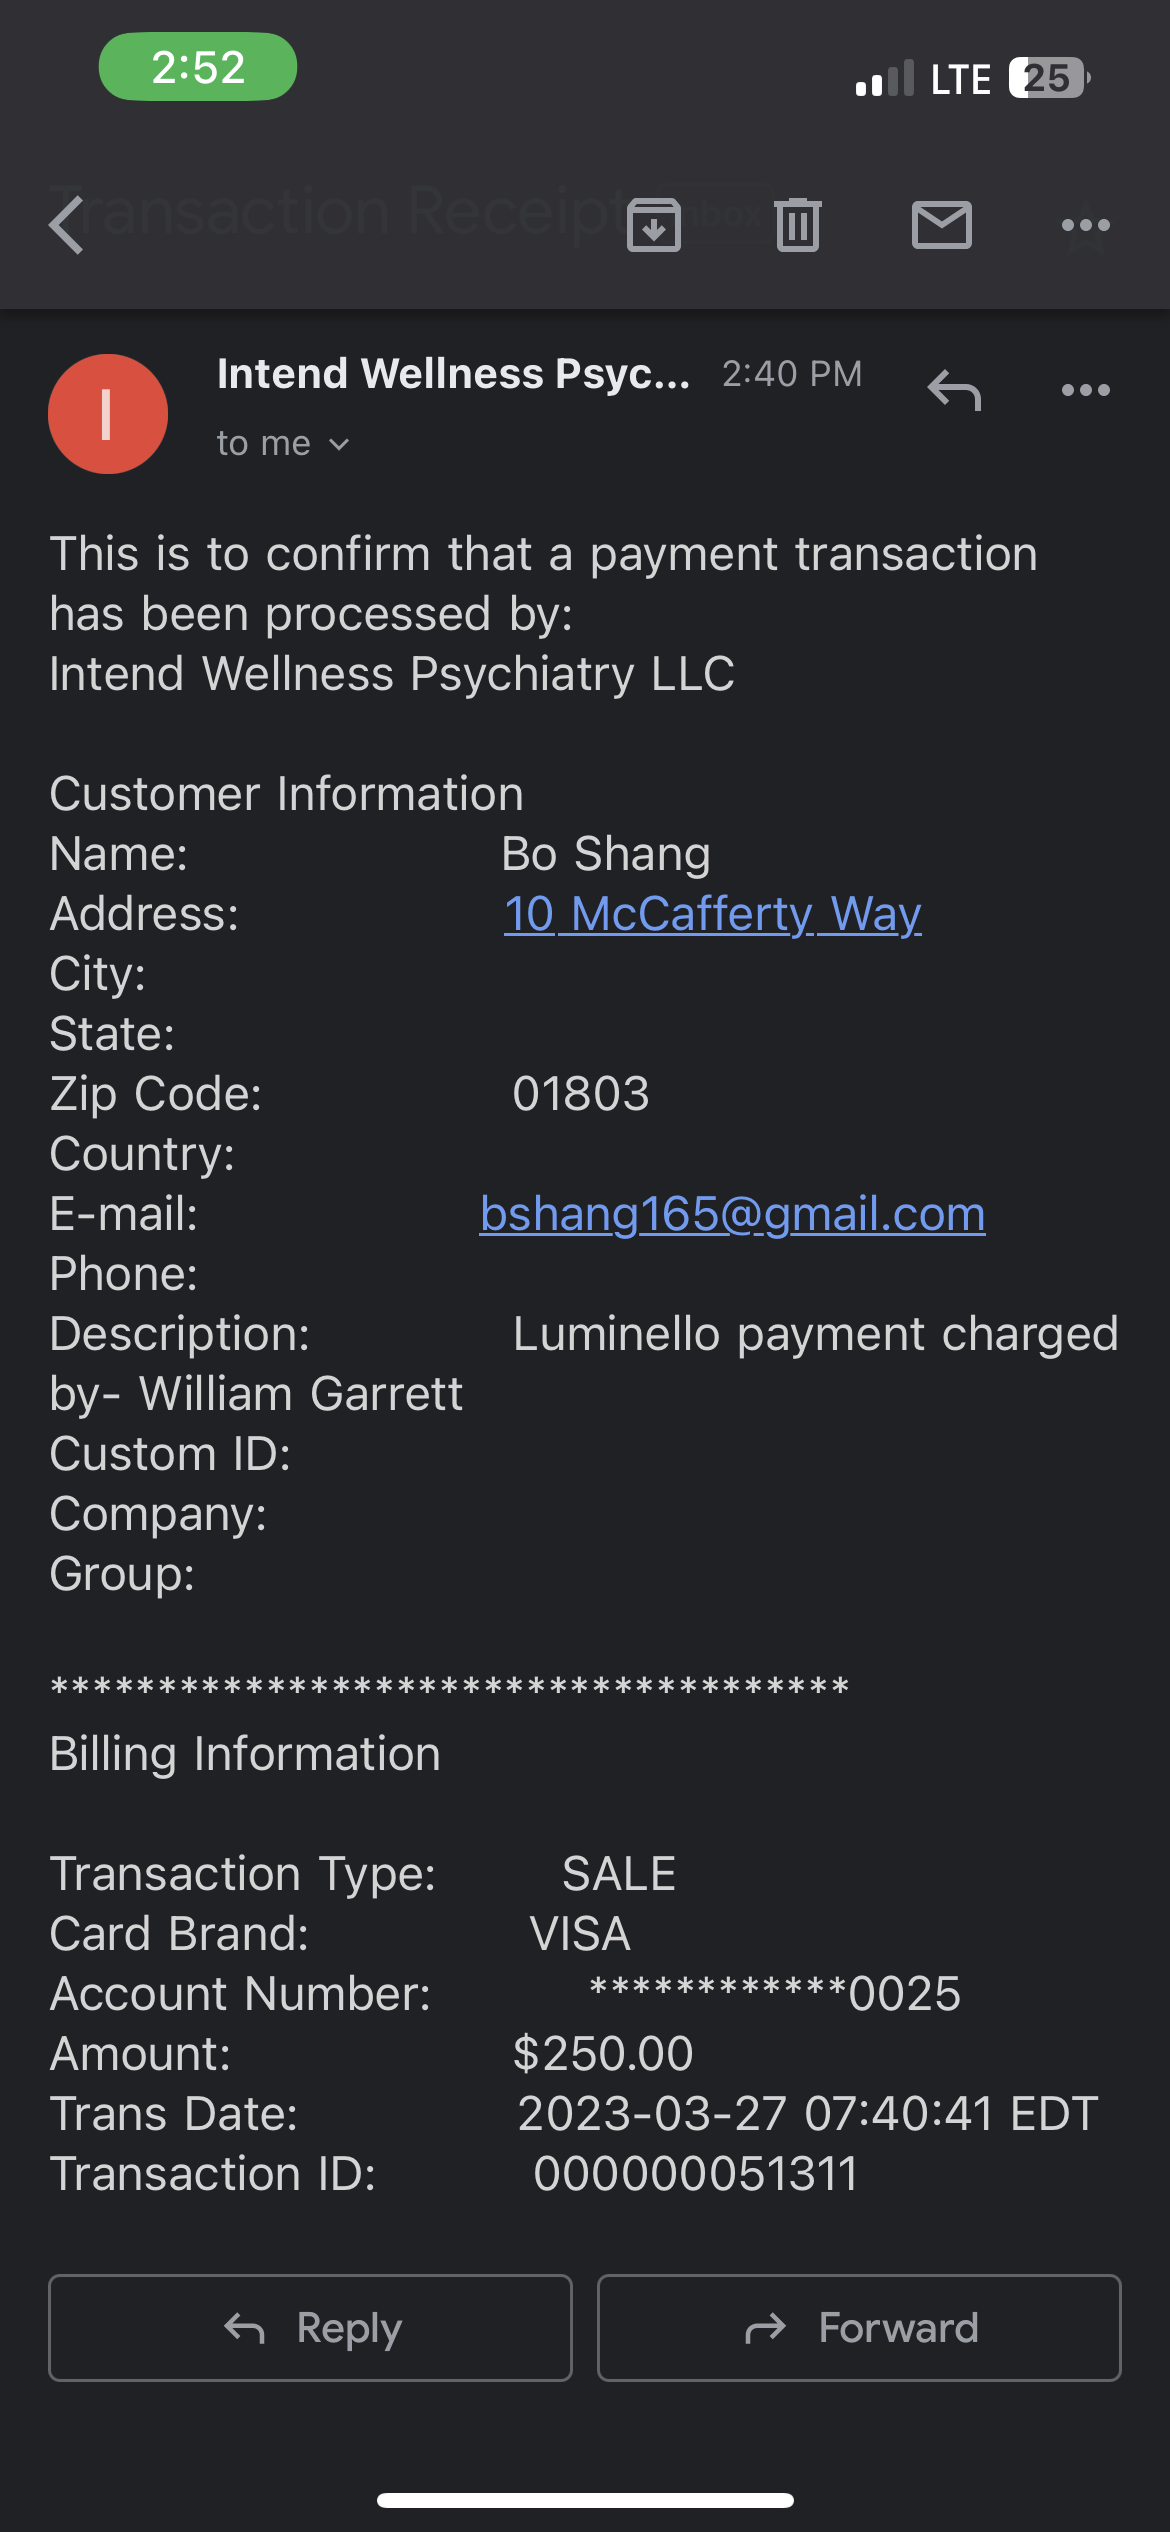 2:52
LTE 25
Transaction Receipt Inbox
I
Intend Wellness Psyc... 2:40 PM
to me
This is to confirm that a payment transaction
has been processed by:
Intend Wellness Psychiatry LLC
Customer Information
Name: Bo Shang
Address: 10 McCafferty Way
City:
State:
Zip Code: 01803
Country:
E-mail: bshang165@gmail.com
Phone:
Description: Luminello payment charged
by- William Garrett
Custom ID:
Company:
Group:
*************************************
Billing Information
Transaction Type: SALE
Card Brand: VISA
Account Number: ************0025
Amount: $250.00
Trans Date: 2023-03-27 07:40:41 EDT
Transaction ID: 000000051311
Reply Forward